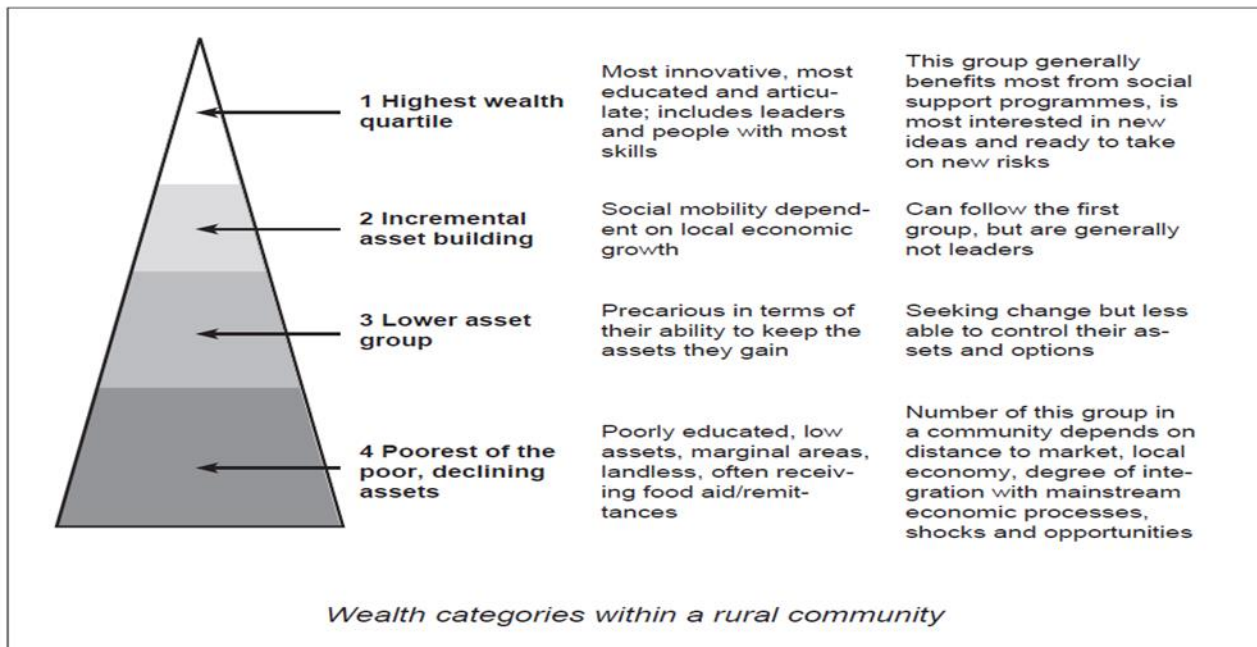 1 Highest wealth
quartile
Most innovative, most
educated and articu-
late; includes leaders
and people with most
skills
This group generally
benefits most from social
support programmes, is
most interested in new
ideas and ready to take
on new risks
2 Incremental
asset building
Social mobility depend-
ent on local economic
growth
Can follow the first
group, but are generally
not leaders
3 Lower asset
group
Precarious in terms of
their ability to keep the
assets they gain
Seeking change but less
able to control their as-
sets and options
4 Poorest of the
poor, declining
assets
Poorly educated, low
assets, marginal areas,
landless, often receiv-
ing food aid/remit-
tances
Number of this group in
a community depends on
distance to market, local
economy, degree of inte-
gration with mainstream
economic processes,
shocks and opportunities
Wealth categories within a rural community